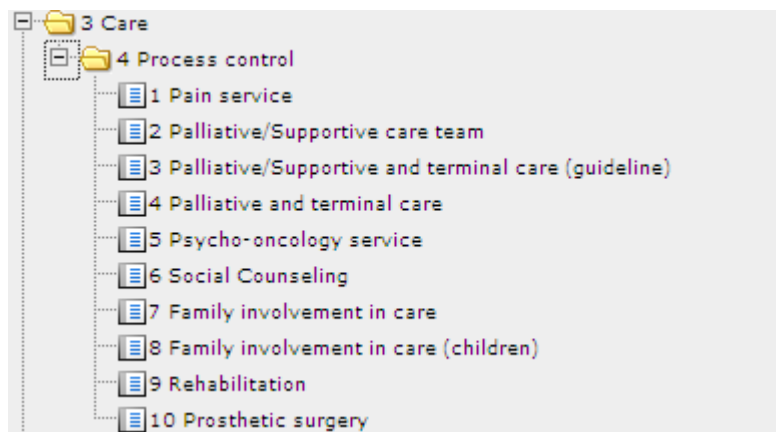 3 Care
4 Process control
1 Pain service
2 Palliative/Supportive care team
3 Palliative/Supportive and terminal care (guideline)
4 Palliative and terminal care
5 Psycho-oncology service
6 Social Counseling
7 Family involvement in care
8 Family involvement in care (children)
9 Rehabilitation
10 Prosthetic surgery